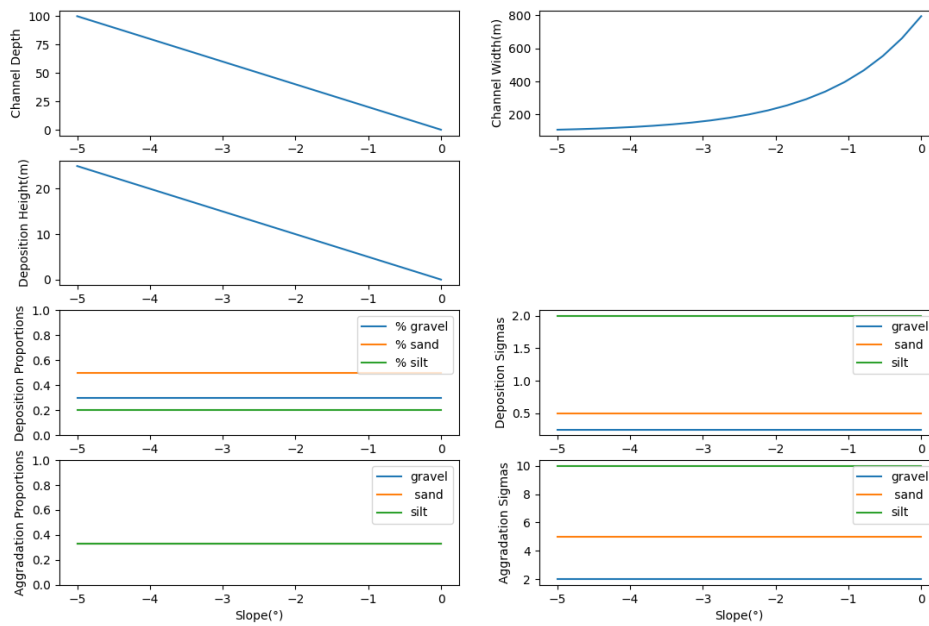 Channel Depth
100
75
50
25
0
−5 −4 −3 −2 −1 0
Channel Width(m)
800
600
400
200
−5 −4 −3 −2 −1 0
Deposition Height(m)
20
10
0
−5 −4 −3 −2 −1 0
Deposition Proportions
1.0
0.8
0.6
0.4
0.2
0.0
% gravel
% sand
% silt
−5 −4 −3 −2 −1 0
Deposition Sigmas
2.0
1.5
1.0
0.5
gravel
sand
silt
−5 −4 −3 −2 −1 0
Aggradation Proportions
1.0
0.8
0.6
0.4
0.2
0.0
gravel
sand
silt
−5 −4 −3 −2 −1 0
Slope(°)
Aggradation Sigmas
10
8
6
4
2
gravel
sand
silt
−5 −4 −3 −2 −1 0
Slope(°)